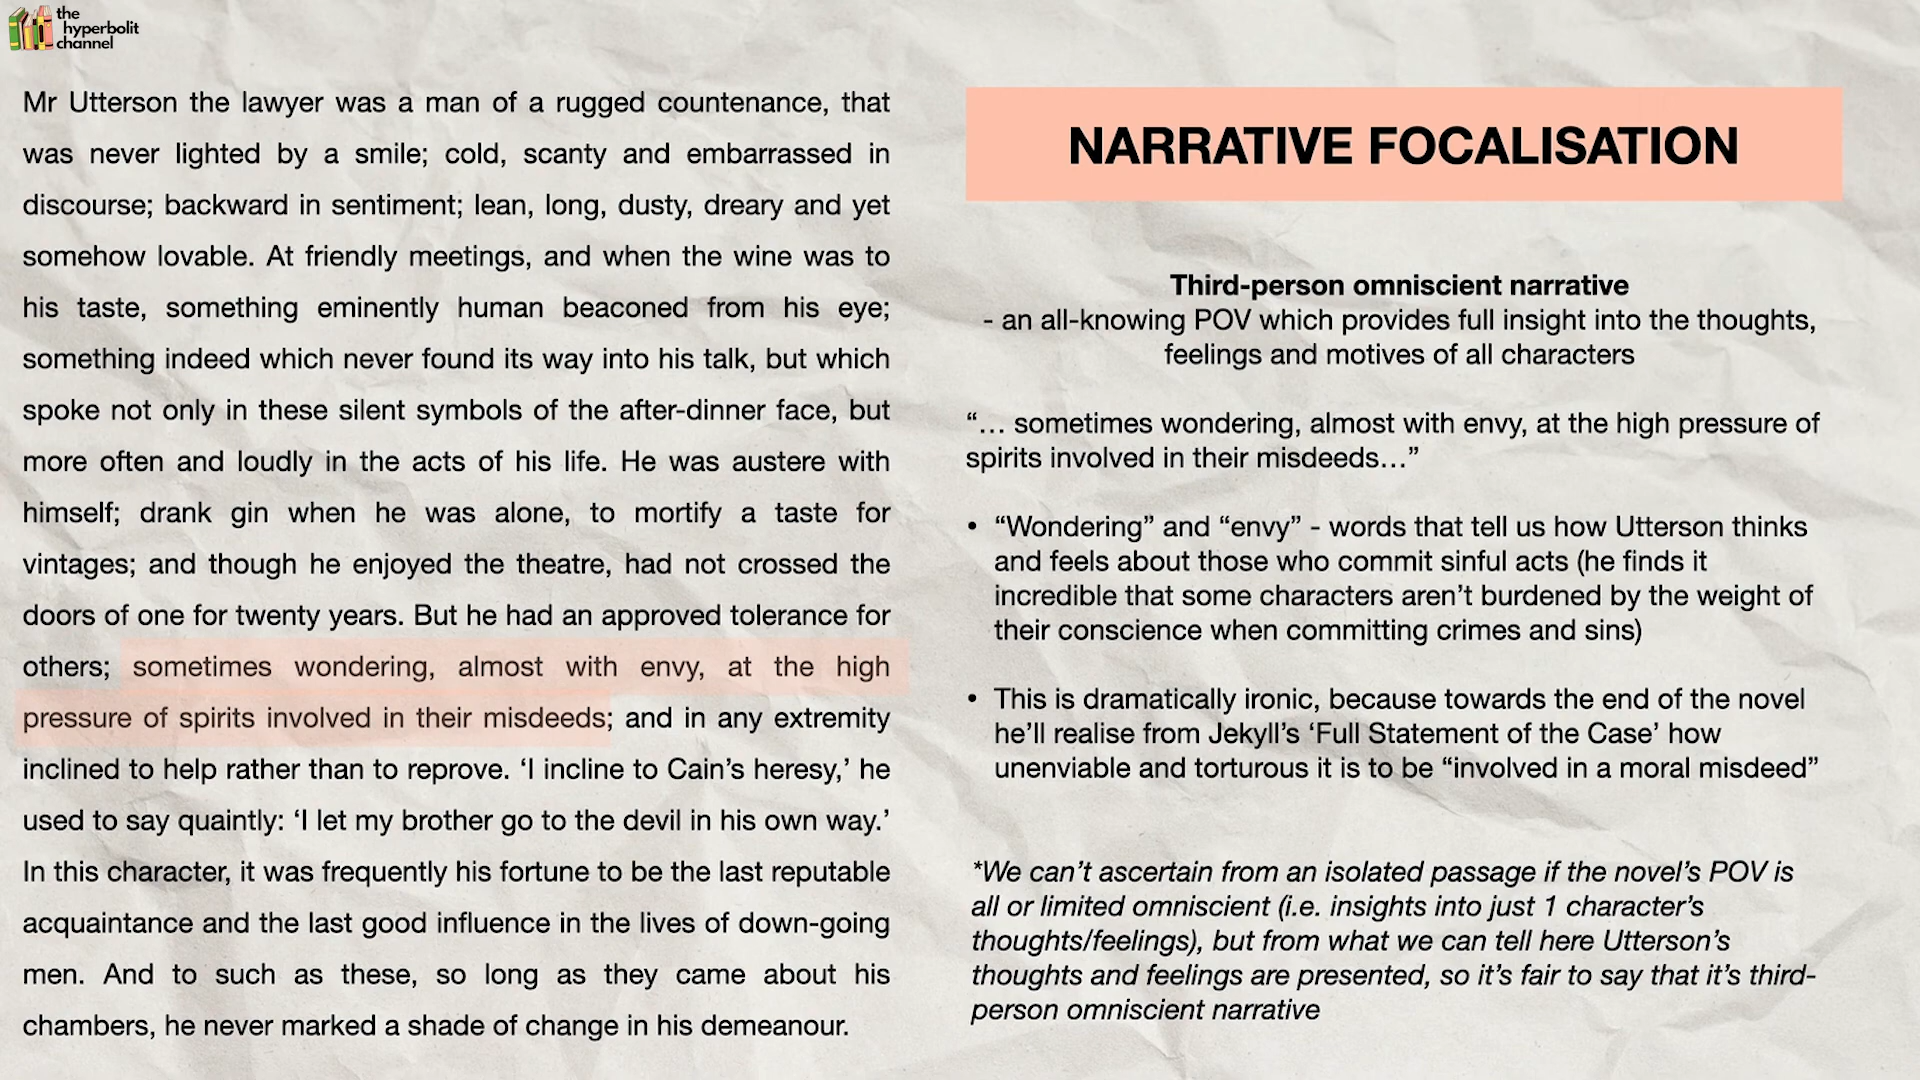 the
hyperbolit
channel
Mr Utterson the lawyer was a man of a rugged countenance, that
was never lighted by a smile; cold, scanty and embarrassed in
discourse; backward in sentiment; lean, long, dusty, dreary and yet
somehow lovable. At friendly meetings, and when the wine was to
his taste, something eminently human beaconed from his eye;
something indeed which never found its way into his talk, but which
spoke not only in these silent symbols of the after-dinner face, but
more often and loudly in the acts of his life. He was austere with
himself; drank gin when he was alone, to mortify a taste for
vintages; and though he enjoyed the theatre, had not crossed the
doors of one for twenty years. But he had an approved tolerance for
others; sometimes wondering, almost with envy, at the high
pressure of spirits involved in their misdeeds; and in any extremity
inclined to help rather than to reprove. ‘I incline to Cain’s heresy,’ he
used to say quaintly: ‘I let my brother go to the devil in his own way.’
In this character, it was frequently his fortune to be the last reputable
acquaintance and the last good influence in the lives of down-going
men. And to such as these, so long as they came about his
chambers, he never marked a shade of change in his demeanour.
NARRATIVE FOCALISATION
Third-person omniscient narrative
- an all-knowing POV which provides full insight into the thoughts,
feelings and motives of all characters
“… sometimes wondering, almost with envy, at the high pressure of
spirits involved in their misdeeds…”
• “Wondering” and “envy” - words that tell us how Utterson thinks
and feels about those who commit sinful acts (he finds it
incredible that some characters aren’t burdened by the weight of
their conscience when committing crimes and sins)
• This is dramatically ironic, because towards the end of the novel
he’ll realise from Jekyll’s ‘Full Statement of the Case’ how
unenviable and torturous it is to be “involved in a moral misdeed”
*We can’t ascertain from an isolated passage if the novel’s POV is
all or limited omniscient (i.e. insights into just 1 character’s
thoughts/feelings), but from what we can tell here Utterson’s
thoughts and feelings are presented, so it’s fair to say that it’s third-
person omniscient narrative